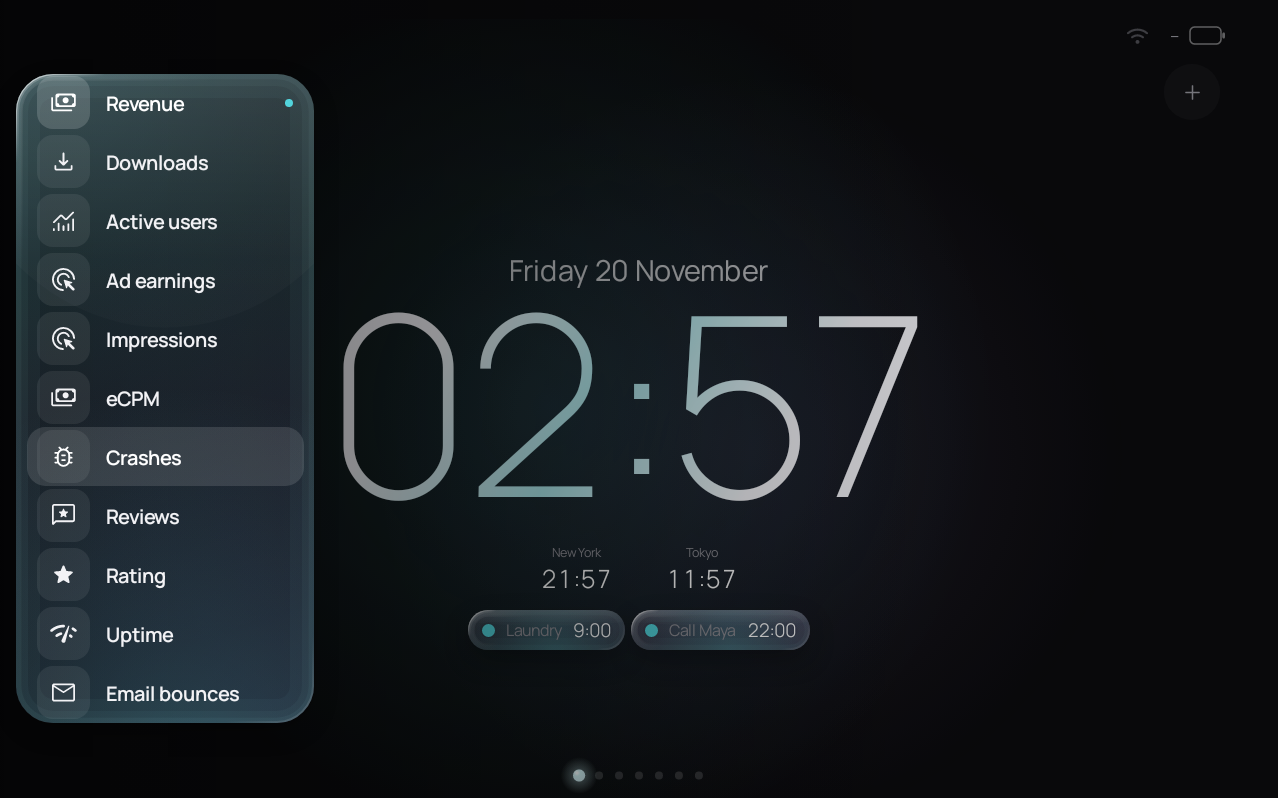 Revenue
Downloads
Active users
Ad earnings
Impressions
eCPM
Crashes
Reviews
Rating
Uptime
Email bounces
–
+
Friday 20 November
02:57
New York
21:57
Tokyo
11:57
Laundry 9:00
Call Maya 22:00